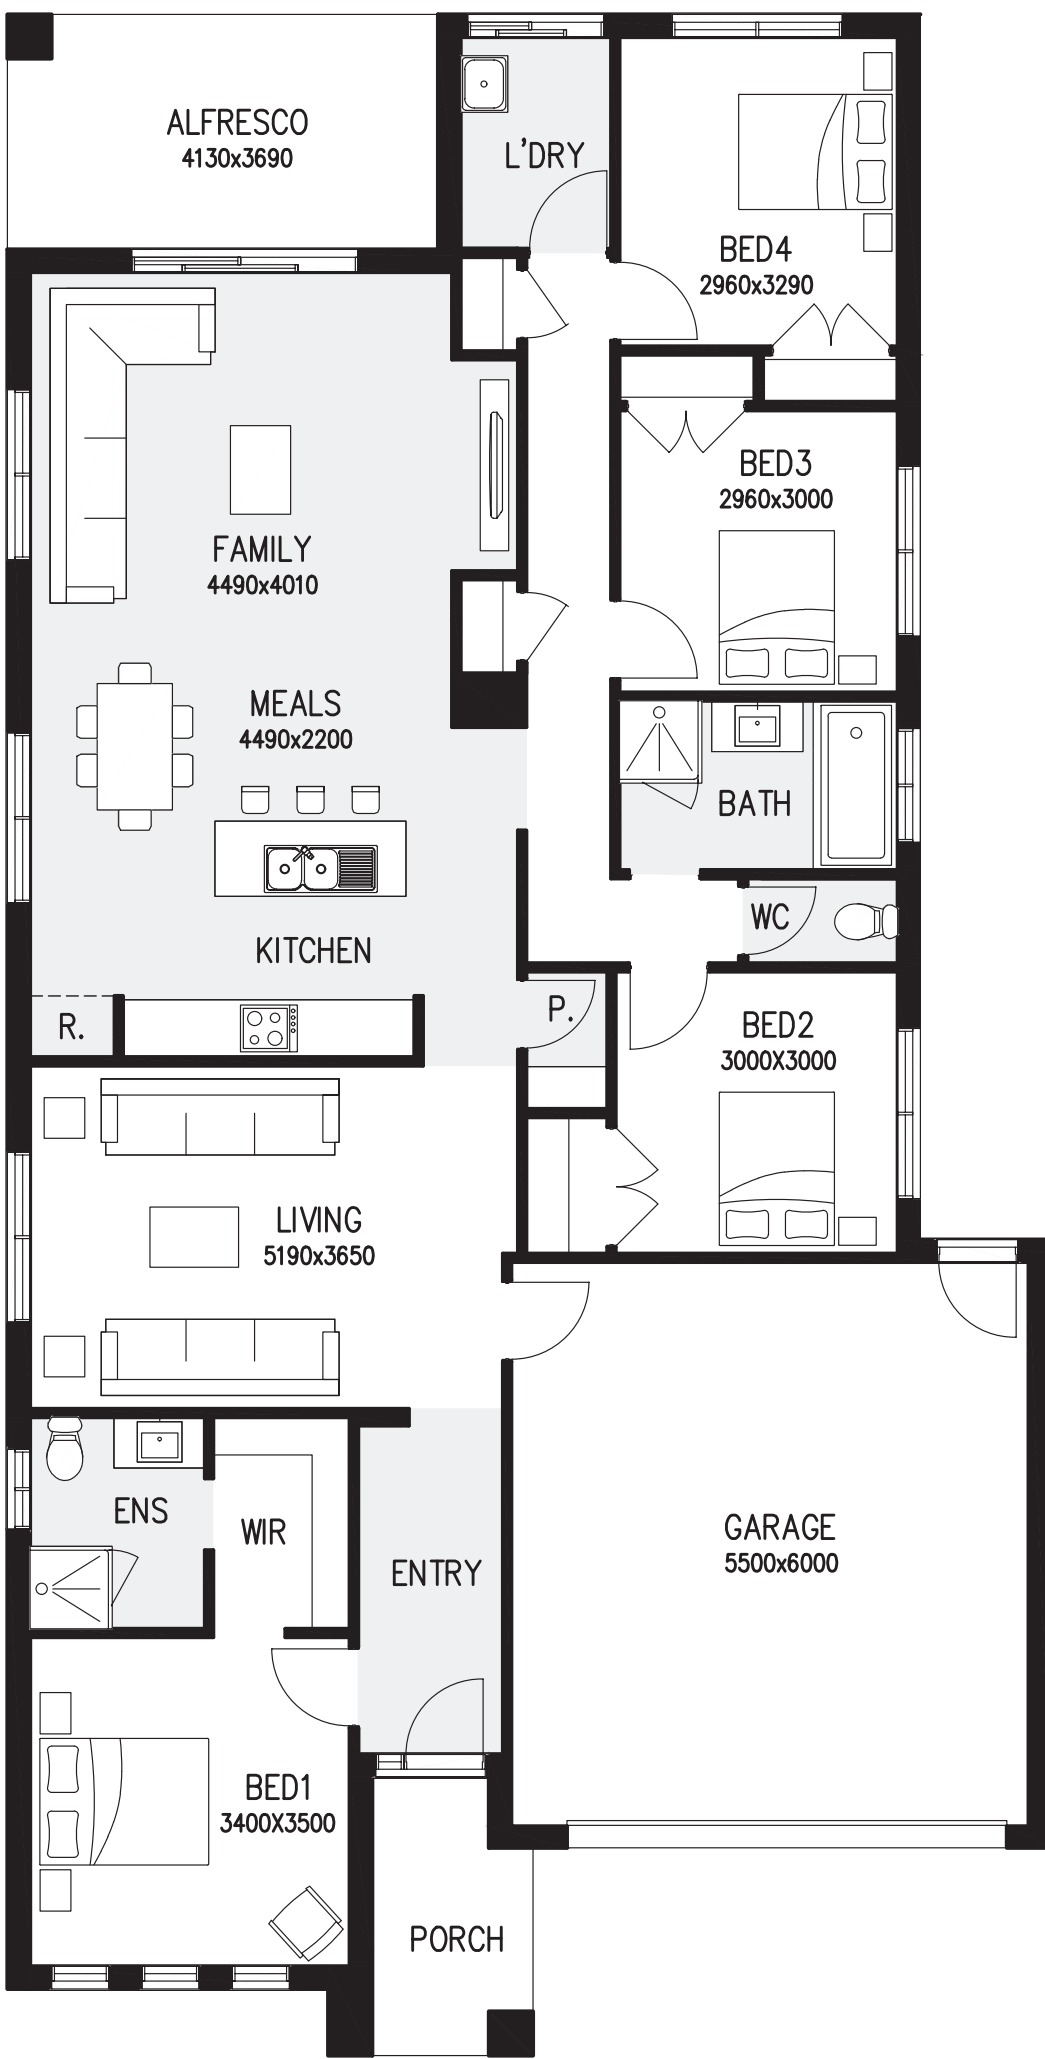 ALFRESCO
4130x3690
L'DRY
BED4
2960x3290
BED3
2960x3000
FAMILY
4490x4010
MEALS
4490x2200
BATH
WC
KITCHEN
R.
P.
BED2
3000X3000
LIVING
5190x3650
ENS
WIR
ENTRY
GARAGE
5500x6000
BED1
3400X3500
PORCH